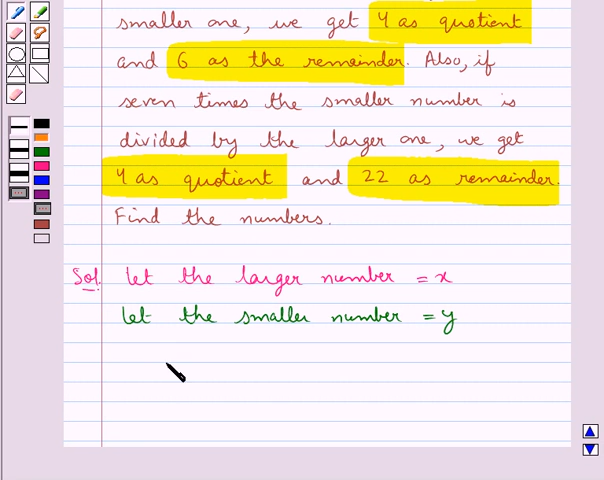 smaller one, we get 4 as quotient
and 6 as the remainder. Also, if
seven times the smaller number is
divided by the larger one, we get
4 as quotient and 22 as remainder.
Find the numbers.
Sol. let the larger number = x
let the smaller number = y